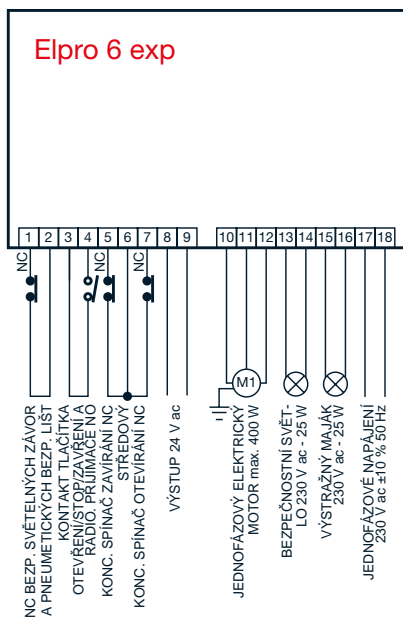 Elpro 6 exp
1 2 3 4 5 6 7 8 9 10 11 12 13 14 15 16 17 18
NC
NC
NC
M1
NC BEZP. SVĚTELNÝCH ZÁVOR
A PNEUMETICKÝCH BEZP. LIŠT
KONTAKT TLAČÍTKA
OTEVŘENÍ/STOP/ZAVŘENÍ A
RADIO. PŘIJÍMAČE NO
KONC. SPÍNAČ ZAVÍRÁNÍ NC
STŘEDOVÝ
KONC. SPÍNAČ OTEVÍRÁNÍ NC
VÝSTUP 24 V ac
JEDNOFÁZOVÝ ELEKTRICKÝ
MOTOR max. 400 W
BEZPEČNOSTNÍ SVĚT-
LO 230 V ac - 25 W
VÝSTRAŽNÝ MAJÁK
230 V ac - 25 W
JEDNOFÁZOVÉ NAPÁJENÍ
230 V ac ±10 % 50 Hz